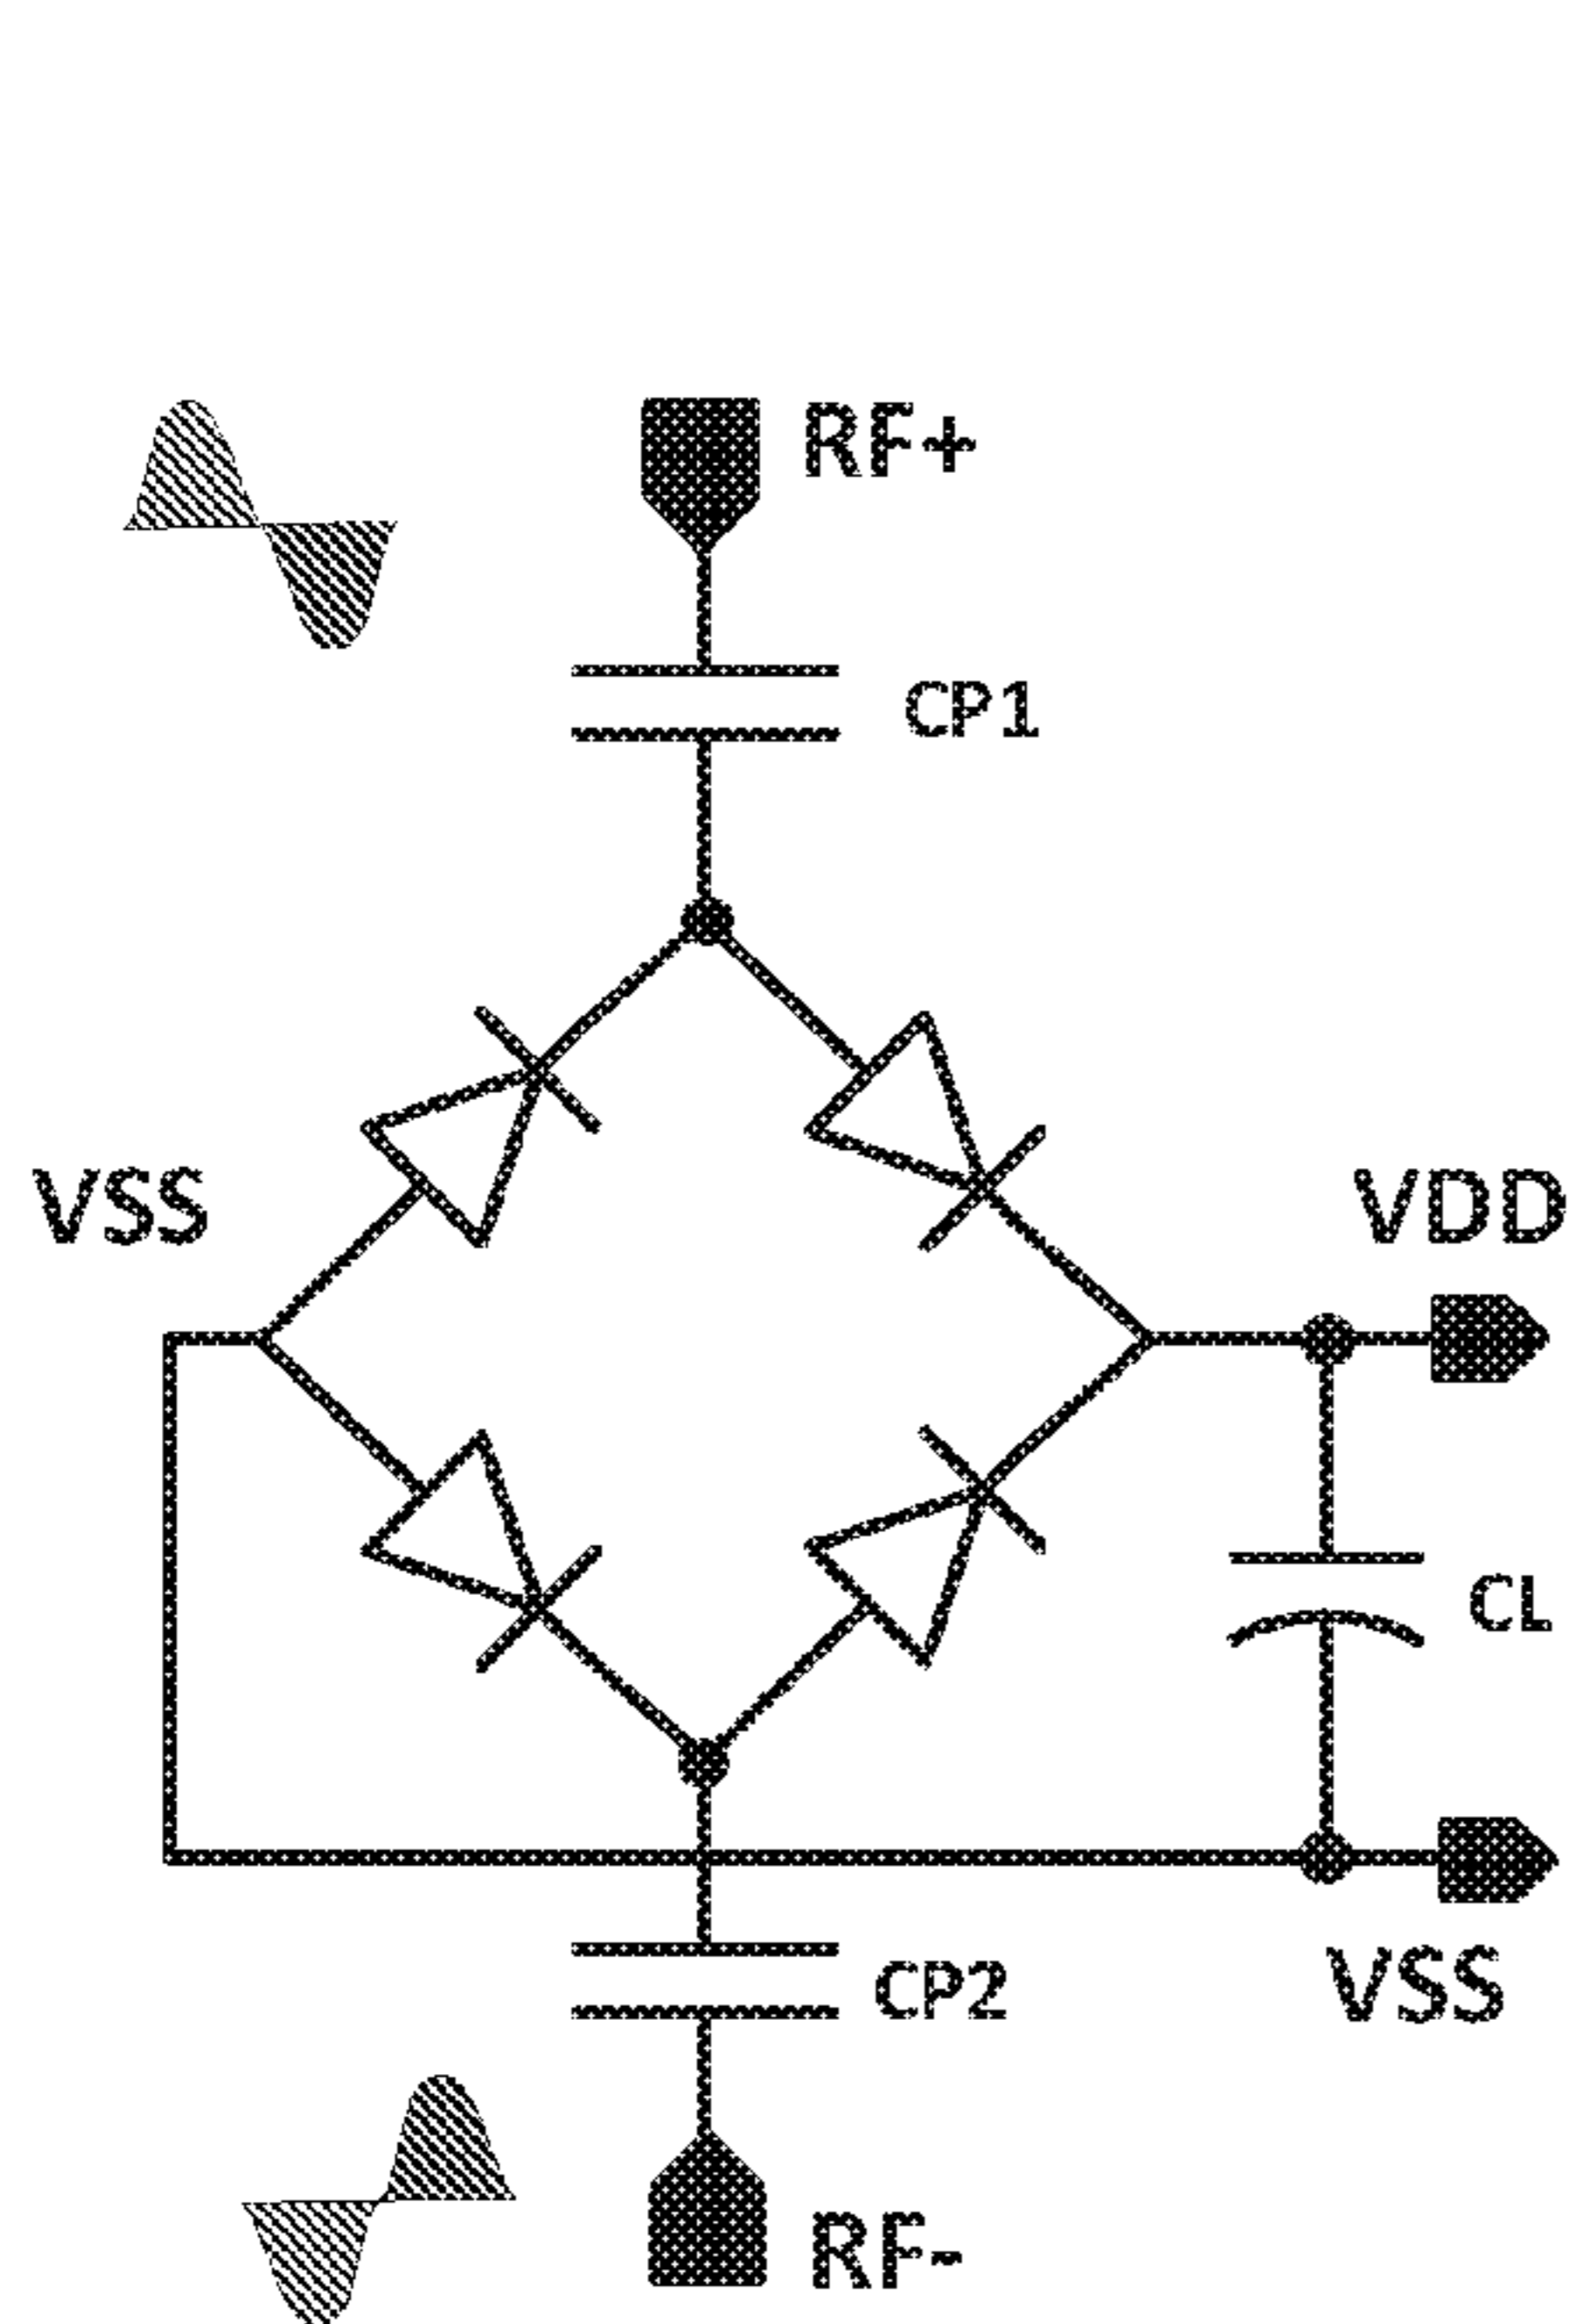 RF+
CP1
VSS
VDD
CL
CP2
VSS
RF-